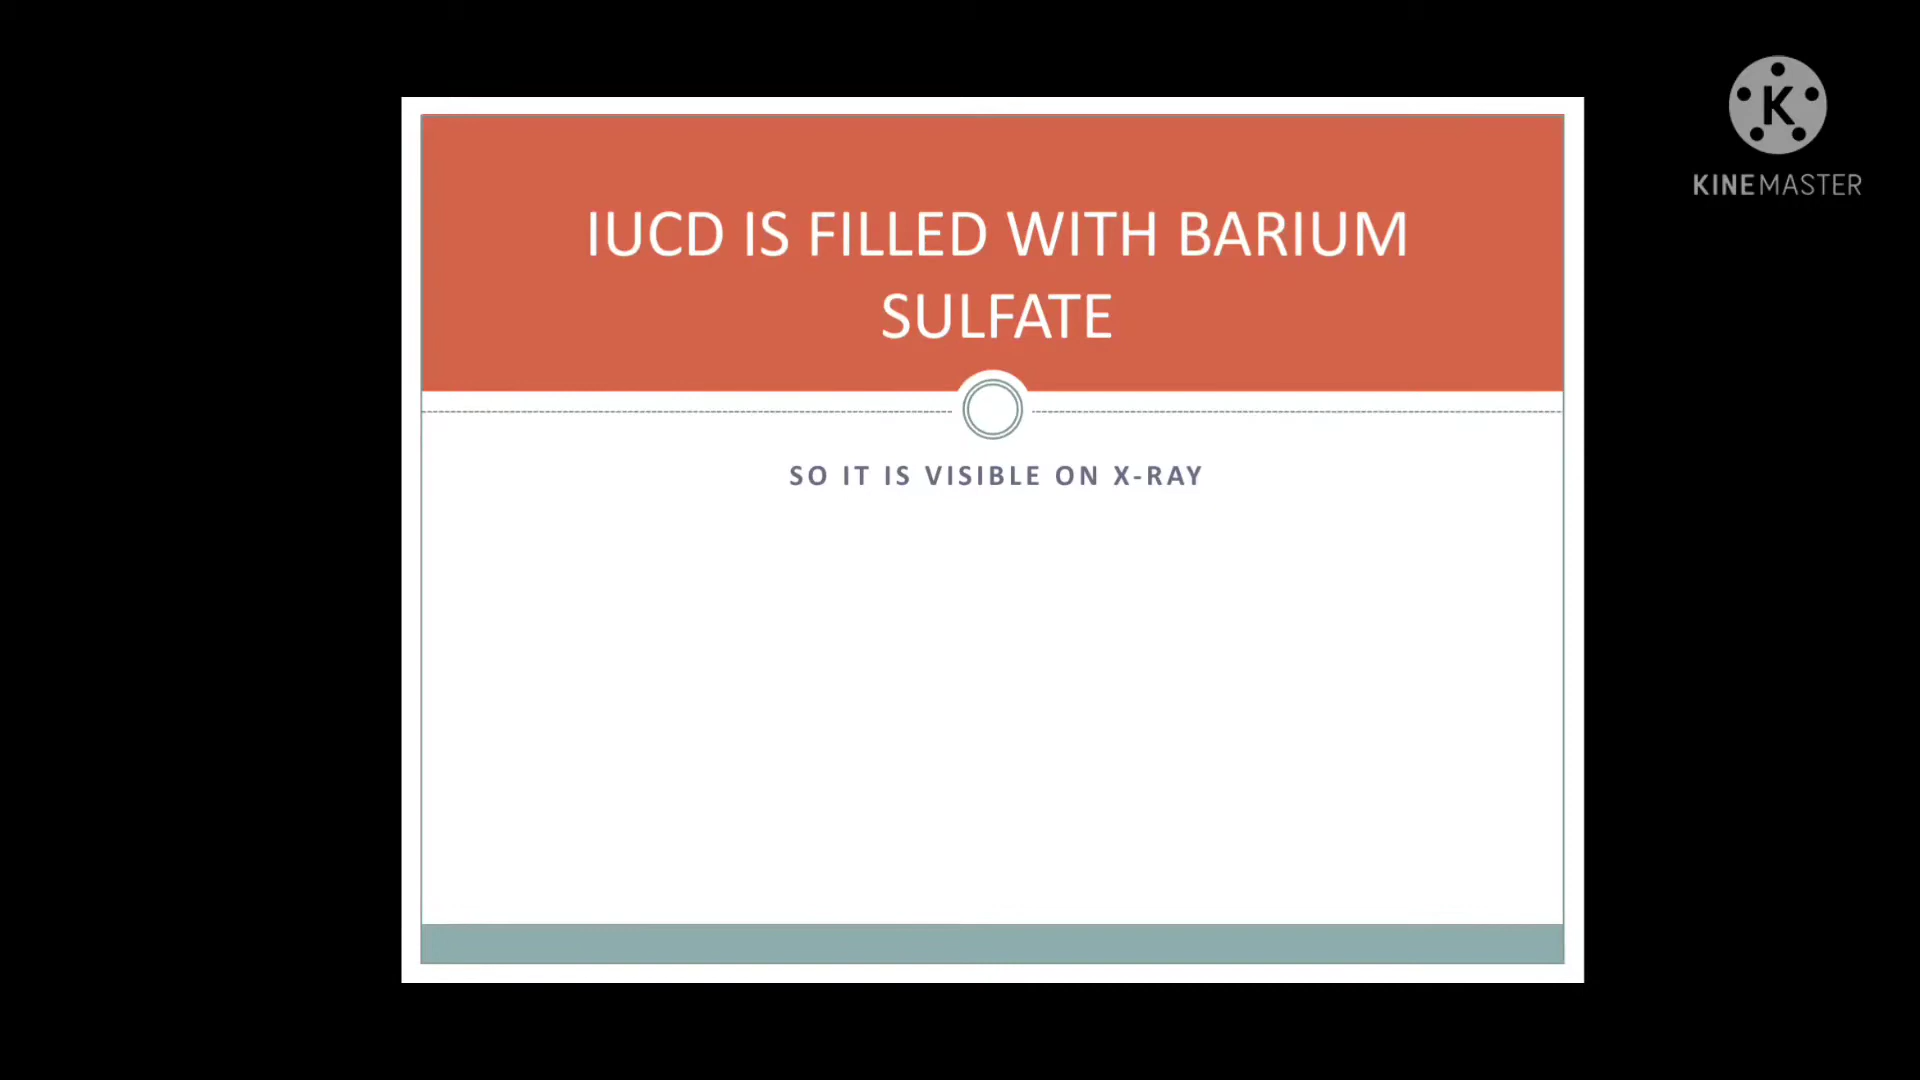 IUCD IS FILLED WITH BARIUM
SULFATE
SO IT IS VISIBLE ON X-RAY
K
KINEMASTER